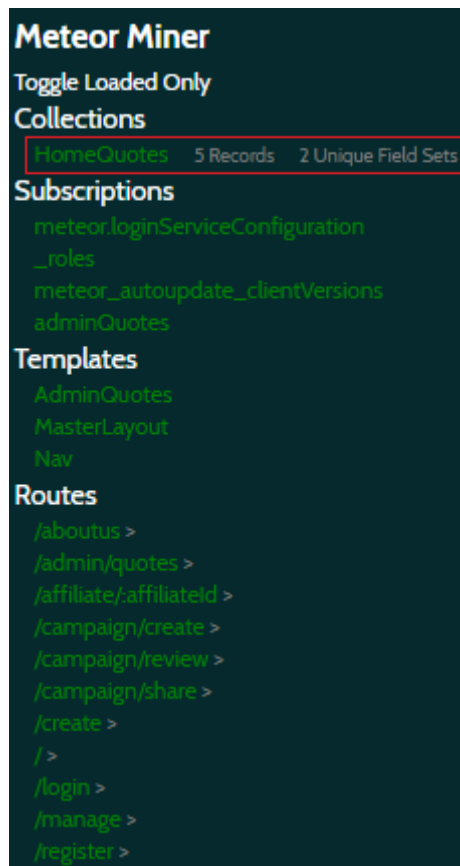 Meteor Miner
Toggle Loaded Only
Collections
HomeQuotes 5 Records 2 Unique Field Sets
Subscriptions
meteor.loginServiceConfiguration
_roles
meteor_autoupdate_clientVersions
adminQuotes
Templates
AdminQuotes
MasterLayout
Nav
Routes
/aboutus >
/admin/quotes >
/affiliate/:affiliateId >
/campaign/create >
/campaign/review >
/campaign/share >
/create >
/ >
/login >
/manage >
/register >